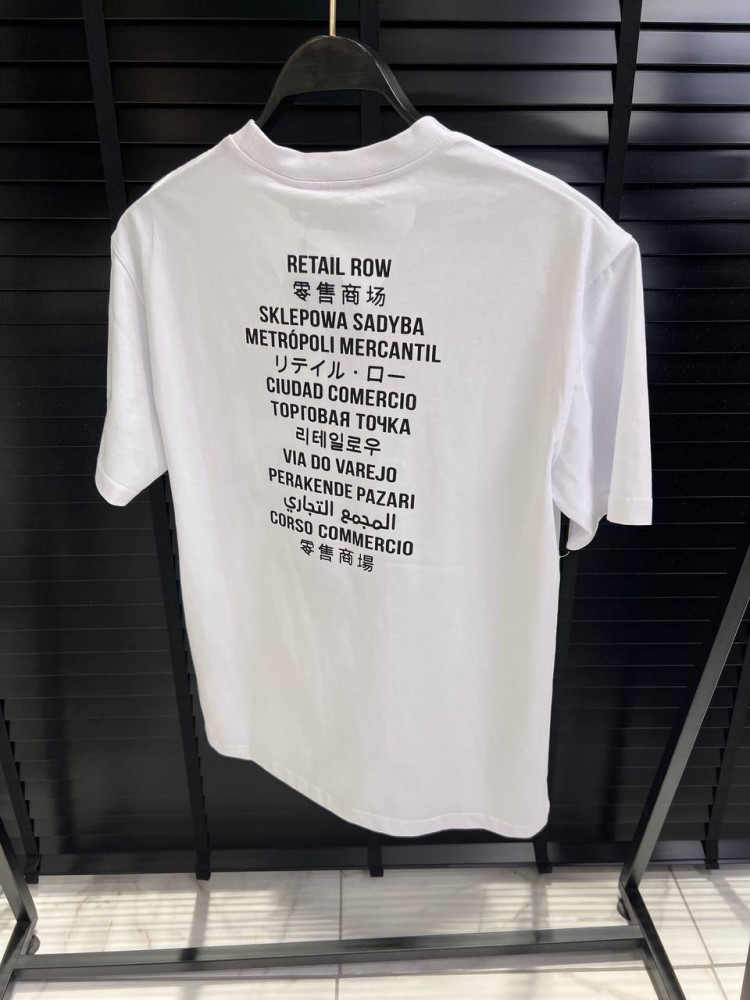 RETAIL ROW
零售商场
SKLEPOWA SADYBA
METRÓPOLI MERCANTIL
リテイル・ロー
CIUDAD COMERCIO
ТОРГОВАЯ ТОЧКА
리테일로우
VIA DO VAREJO
PERAKENDE PAZARI
المجمع التجاري
CORSO COMMERCIO
零售商場